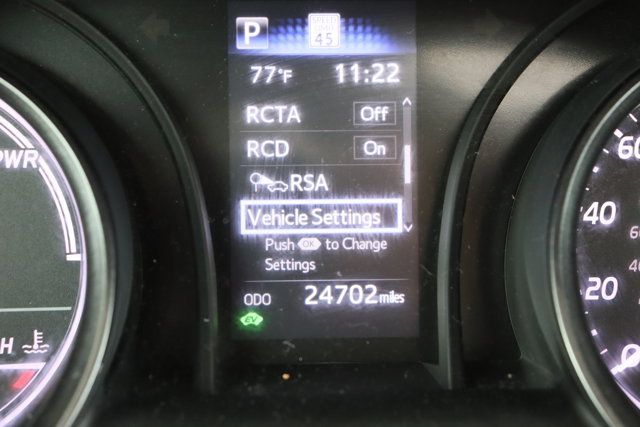 P SPEED LIMIT 45
77°F 11:22
RCTA Off
RCD On
RSA
Vehicle Settings
Push OK to Change
Settings
ODO 24702 miles
EV
PWR
H
60
40
20
0